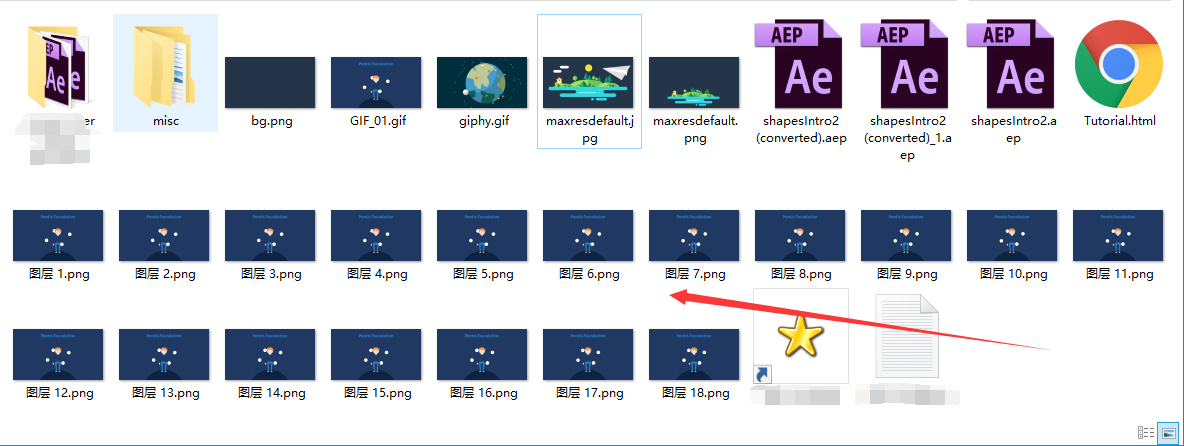 AEP
Ae
er
misc
bg.png
GIF_01.gif
giphy.gif
maxresdefault.j
pg
maxresdefault.
png
AEP
Ae
shapesIntro2
(converted).aep
AEP
Ae
shapesIntro2
(converted)_1.a
ep
AEP
Ae
shapesIntro2.a
ep
Tutorial.html
图层 1.png
图层 2.png
图层 3.png
图层 4.png
图层 5.png
图层 6.png
图层 7.png
图层 8.png
图层 9.png
图层 10.png
图层 11.png
图层 12.png
图层 13.png
图层 14.png
图层 15.png
图层 16.png
图层 17.png
图层 18.png